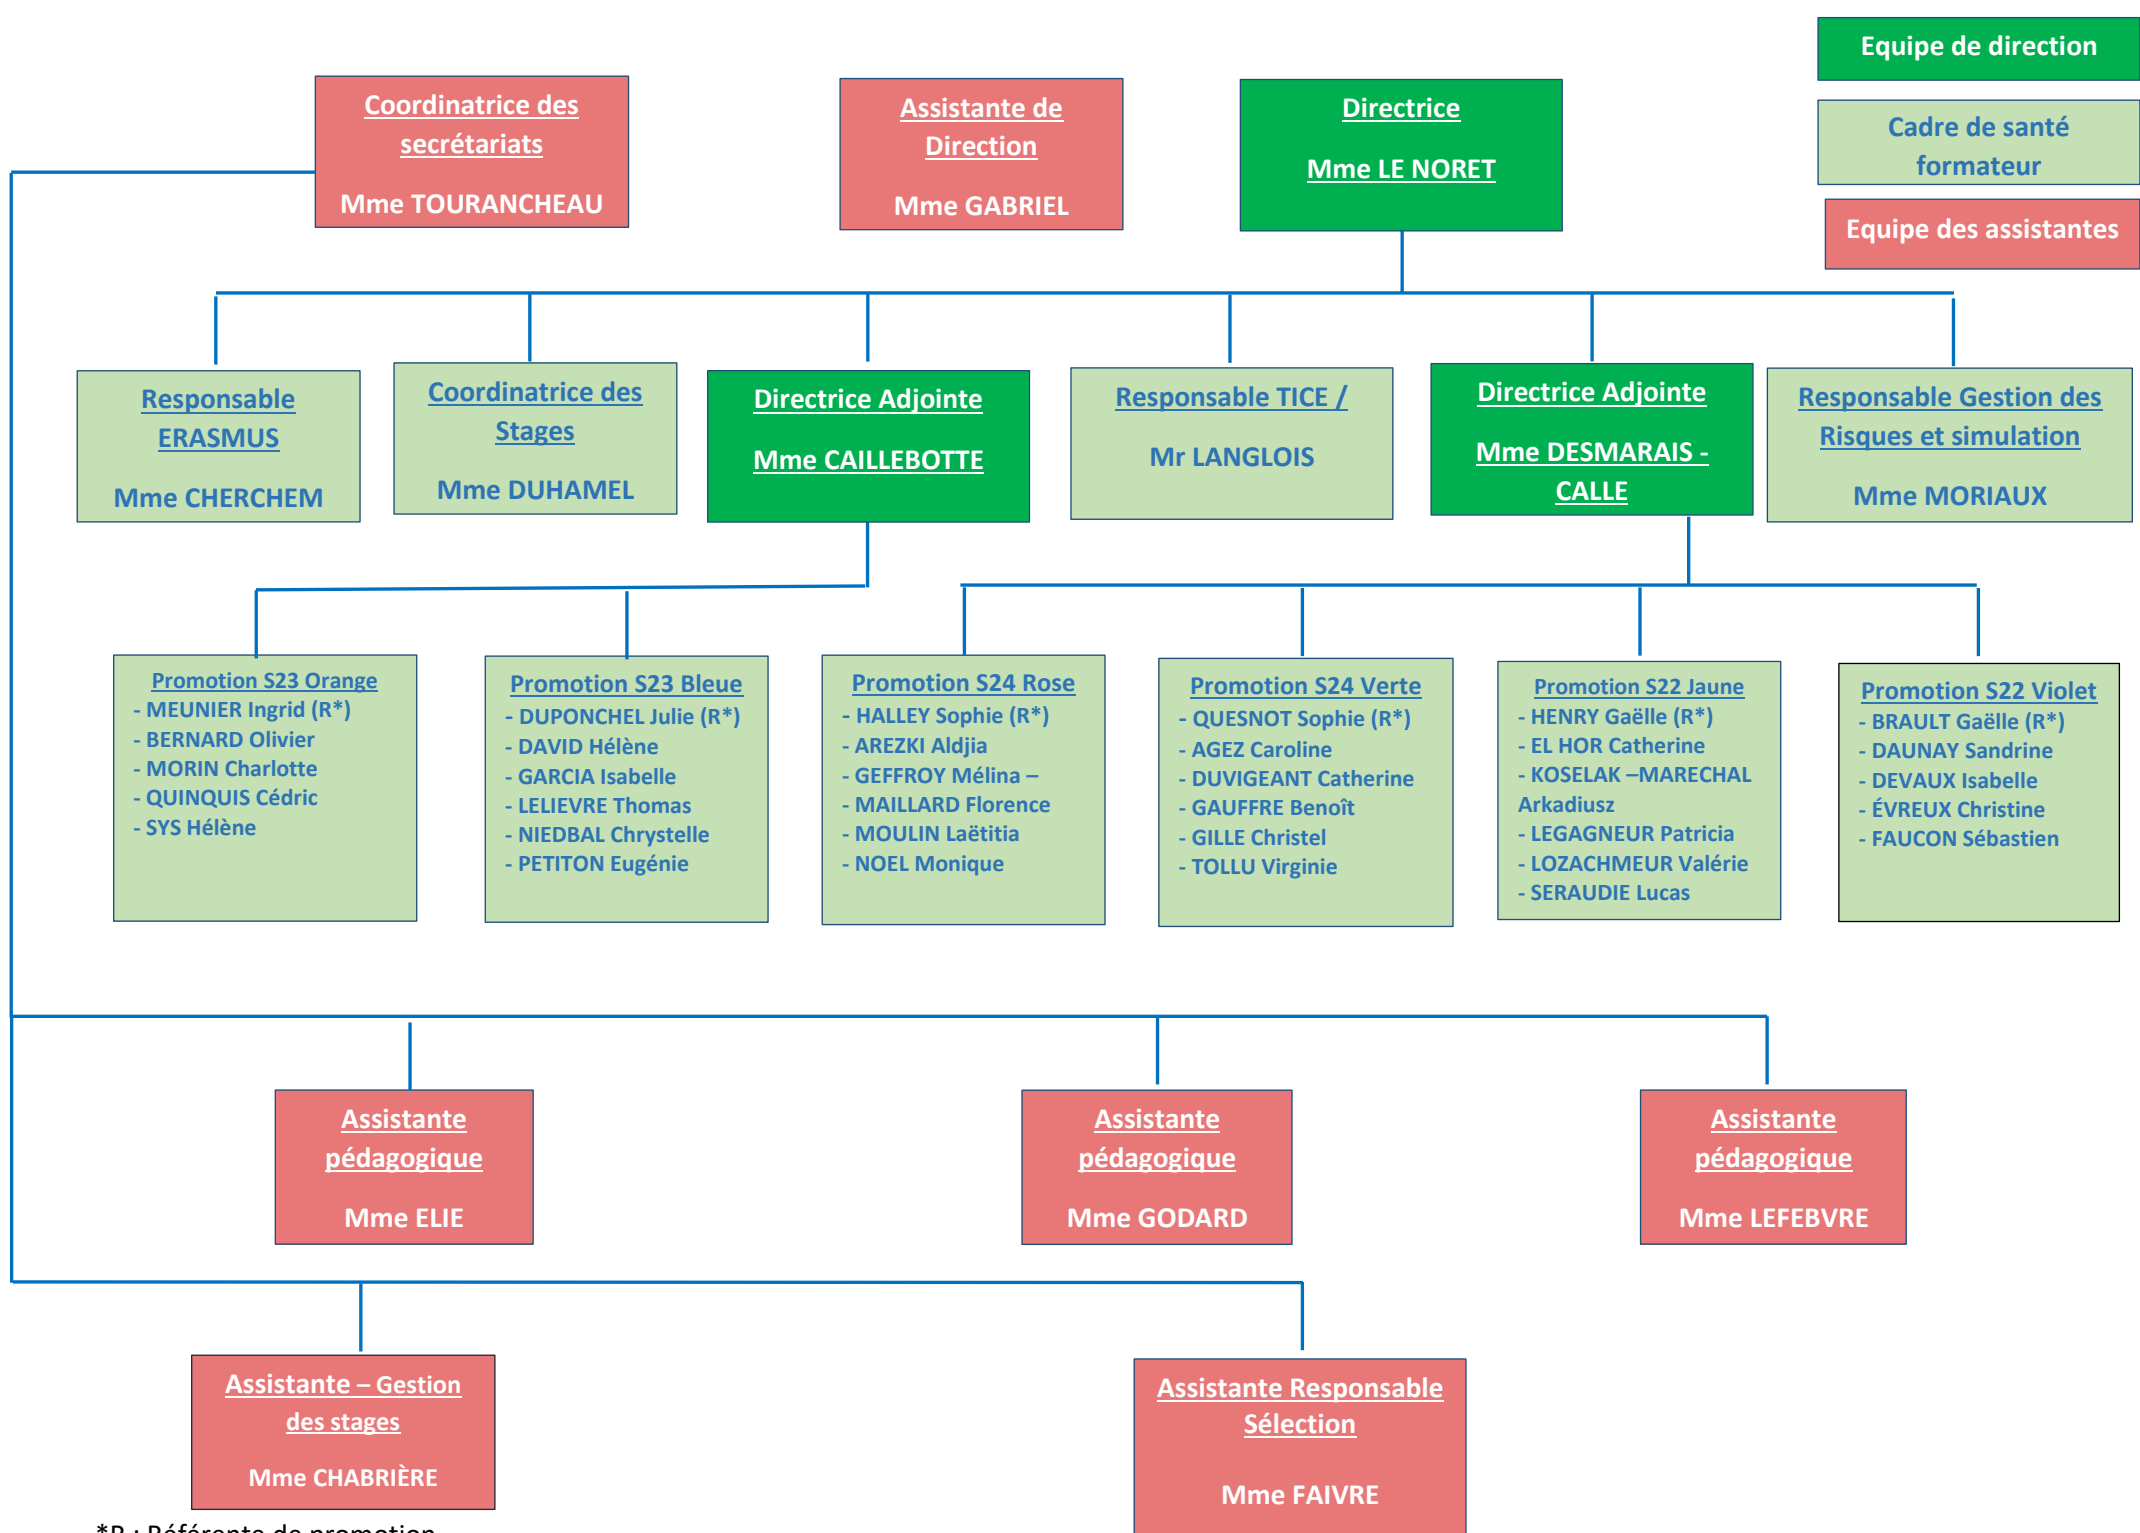 Equipe de direction
Cadre de santé
formateur
Equipe des assistantes
Coordinatrice des
secrétariats
Mme TOURANCHEAU
Assistante de
Direction
Mme GABRIEL
Directrice
Mme LE NORET
Responsable
ERASMUS
Mme CHERCHEM
Coordinatrice des
Stages
Mme DUHAMEL
Directrice Adjointe
Mme CAILLEBOTTE
Responsable TICE /
Mr LANGLOIS
Directrice Adjointe
Mme DESMARAIS -
CALLE
Responsable Gestion des
Risques et simulation
Mme MORIAUX
Promotion S23 Orange
- MEUNIER Ingrid (R*)
- BERNARD Olivier
- MORIN Charlotte
- QUINQUIS Cédric
- SYS Hélène
Promotion S23 Bleue
- DUPONCHEL Julie (R*)
- DAVID Hélène
- GARCIA Isabelle
- LELIEVRE Thomas
- NIEDBAL Chrystelle
- PETITON Eugénie
Promotion S24 Rose
- HALLEY Sophie (R*)
- AREZKI Aldjia
- GEFFROY Mélina –
- MAILLARD Florence
- MOULIN Laëtitia
- NOEL Monique
Promotion S24 Verte
- QUESNOT Sophie (R*)
- AGEZ Caroline
- DUVIGEANT Catherine
- GAUFFRE Benoît
- GILLE Christel
- TOLLU Virginie
Promotion S22 Jaune
- HENRY Gaëlle (R*)
- EL HOR Catherine
- KOSELAK –MARECHAL
Arkadiusz
- LEGAGNEUR Patricia
- LOZACHMEUR Valérie
- SERAUDIE Lucas
Promotion S22 Violet
- BRAULT Gaëlle (R*)
- DAUNAY Sandrine
- DEVAUX Isabelle
- ÉVREUX Christine
- FAUCON Sébastien
Assistante
pédagogique
Mme ELIE
Assistante
pédagogique
Mme GODARD
Assistante
pédagogique
Mme LEFEBVRE
Assistante – Gestion
des stages
Mme CHABRIÈRE
Assistante Responsable
Sélection
Mme FAIVRE
*R : Référente de promotion